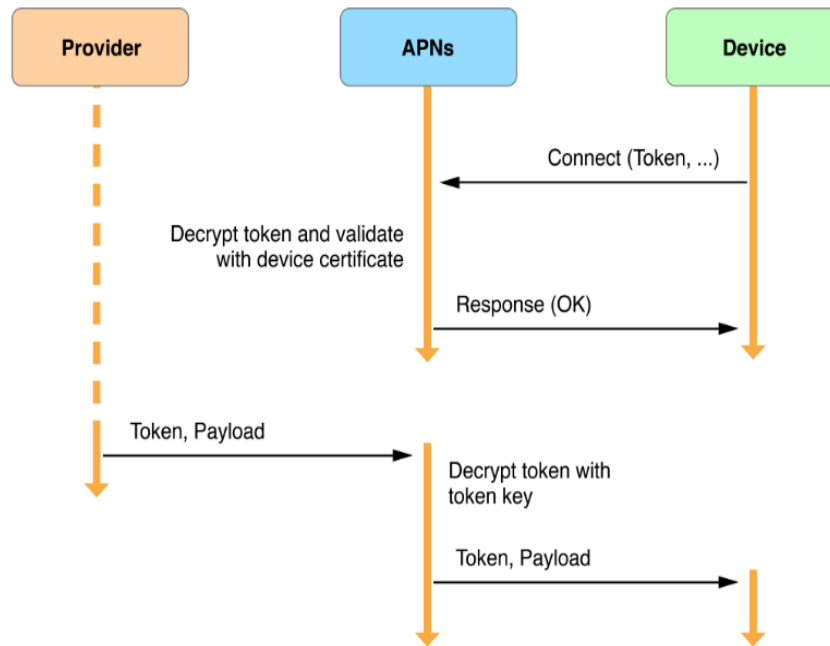 Provider
APNs
Device
Connect (Token, ...)
Decrypt token and validate
with device certificate
Response (OK)
Token, Payload
Decrypt token with
token key
Token, Payload